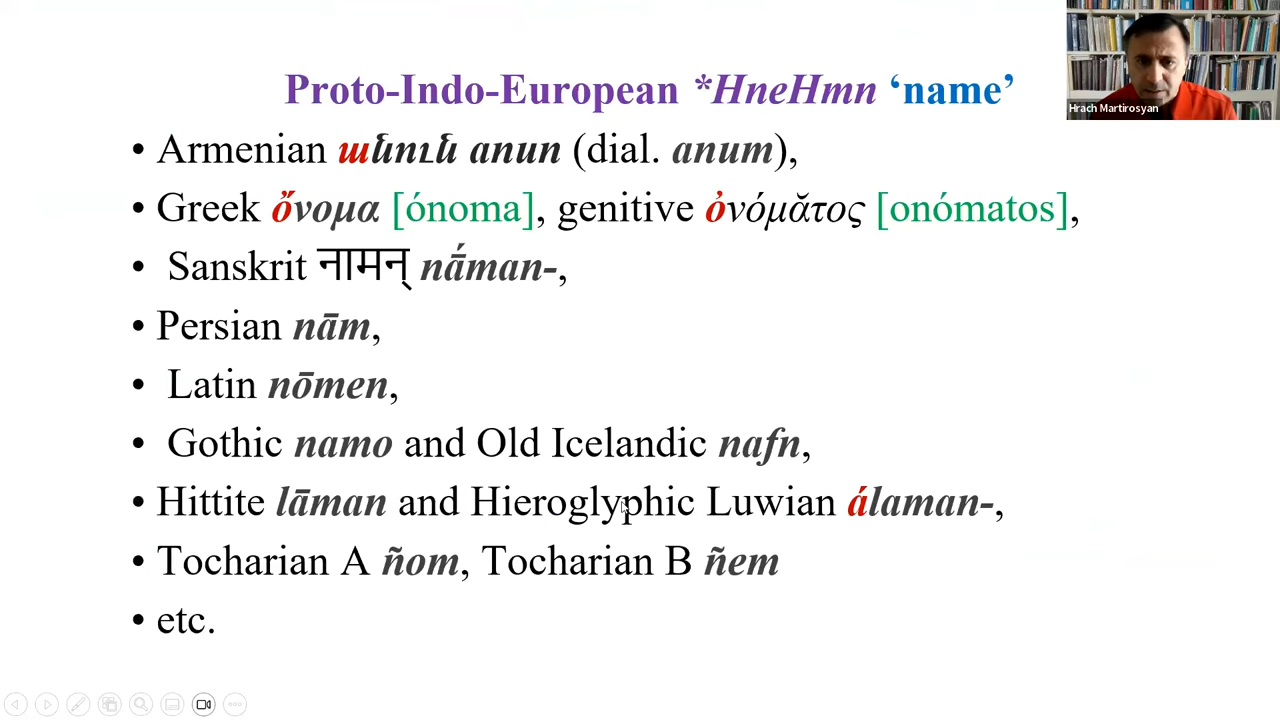 Proto-Indo-European *HneHmn ‘name’
Hrach Martirosyan
• Armenian անուն anun (dial. anum),
• Greek ὄνομα [ónoma], genitive ὀνόμᾰτος [onómatos],
• Sanskrit नामन् nā́man-,
• Persian nām,
• Latin nōmen,
• Gothic namo and Old Icelandic nafn,
• Hittite lāman and Hieroglyphic Luwian álaman-,
• Tocharian A ñom, Tocharian B ñem
• etc.